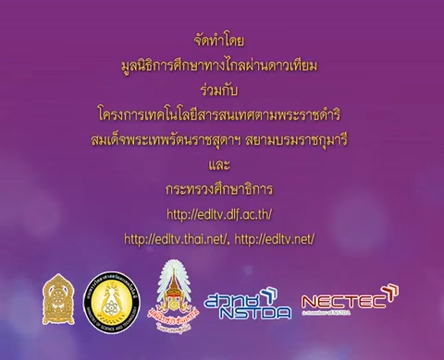 จัดทำโดย
มูลนิธิการศึกษาทางไกลผ่านดาวเทียม
ร่วมกับ
โครงการเทคโนโลยีสารสนเทศตามพระราชดำริ
สมเด็จพระเทพรัตนราชสุดาฯ สยามบรมราชกุมารี
และ
กระทรวงศึกษาธิการ
http://edltv.dlf.ac.th/
http://edltv.thai.net/, http://edltv.net/
สวทช
NSTDA
NECTEC
a member of NSTDA